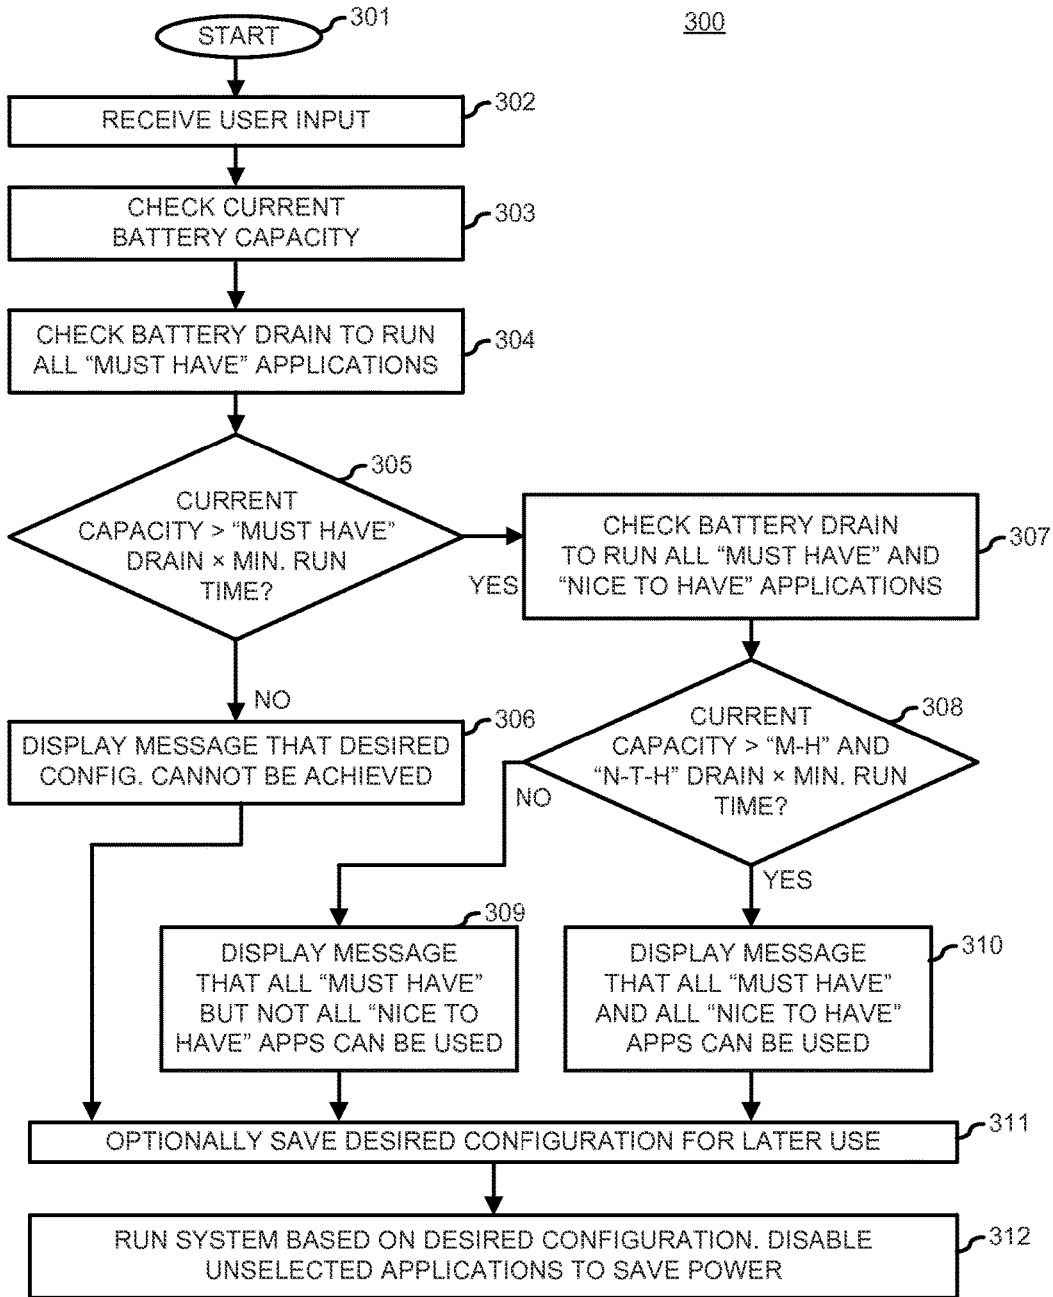 300
START
301
RECEIVE USER INPUT
302
CHECK CURRENT
BATTERY CAPACITY
303
CHECK BATTERY DRAIN TO RUN
ALL “MUST HAVE” APPLICATIONS
304
305
CURRENT
CAPACITY > “MUST HAVE”
DRAIN × MIN. RUN
TIME?
YES
NO
CHECK BATTERY DRAIN
TO RUN ALL “MUST HAVE” AND
“NICE TO HAVE” APPLICATIONS
307
306
DISPLAY MESSAGE THAT DESIRED
CONFIG. CANNOT BE ACHIEVED
308
CURRENT
CAPACITY > “M-H” AND
“N-T-H” DRAIN × MIN. RUN
TIME?
NO
YES
309
DISPLAY MESSAGE
THAT ALL “MUST HAVE”
BUT NOT ALL “NICE TO
HAVE” APPS CAN BE USED
310
DISPLAY MESSAGE
THAT ALL “MUST HAVE”
AND ALL “NICE TO HAVE”
APPS CAN BE USED
OPTIONALLY SAVE DESIRED CONFIGURATION FOR LATER USE
311
RUN SYSTEM BASED ON DESIRED CONFIGURATION. DISABLE
UNSELECTED APPLICATIONS TO SAVE POWER
312